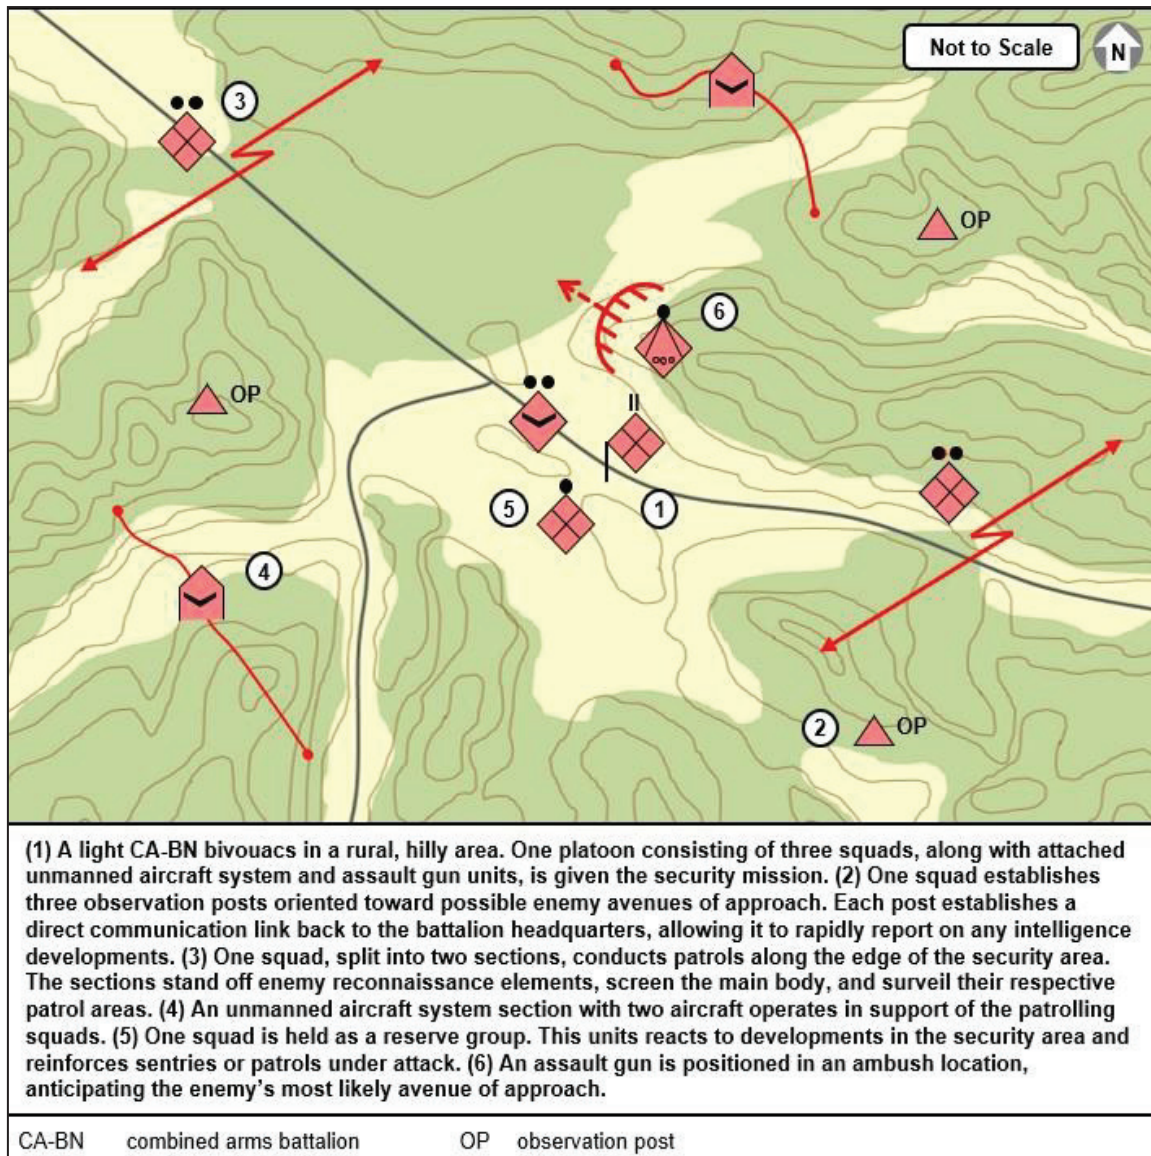 Not to Scale
N
3
OP
6
OP
II
5
1
4
2
OP
(1) A light CA-BN bivouacs in a rural, hilly area. One platoon consisting of three squads, along with attached
unmanned aircraft system and assault gun units, is given the security mission. (2) One squad establishes
three observation posts oriented toward possible enemy avenues of approach. Each post establishes a
direct communication link back to the battalion headquarters, allowing it to rapidly report on any intelligence
developments. (3) One squad, split into two sections, conducts patrols along the edge of the security area.
The sections stand off enemy reconnaissance elements, screen the main body, and surveil their respective
patrol areas. (4) An unmanned aircraft system section with two aircraft operates in support of the patrolling
squads. (5) One squad is held as a reserve group. This units reacts to developments in the security area and
reinforces sentries or patrols under attack. (6) An assault gun is positioned in an ambush location,
anticipating the enemy's most likely avenue of approach.
CA-BN combined arms battalion OP observation post